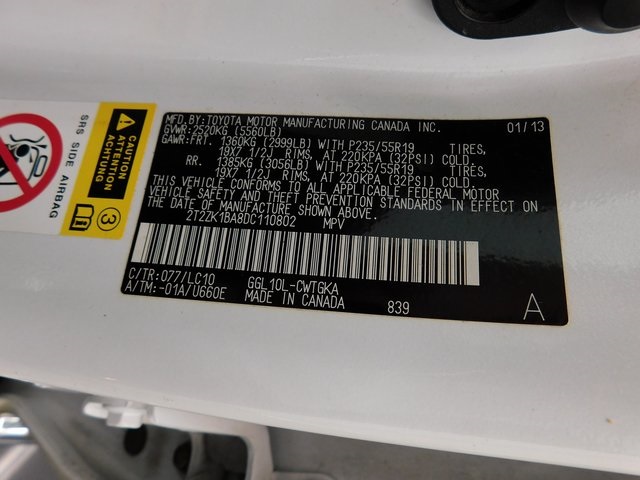 SRS SIDE AIRBAG
CAUTION
ATTENTION
ACHTUNG
3
MFD.BY:TOYOTA MOTOR MANUFACTURING CANADA INC. 01/13
GVWR:2520KG (5560LB)
GAWR:FRT. 1360KG (2999LB) WITH P235/55R19 TIRES,
19X7 1/2J RIMS, AT 220KPA (32PSI) COLD.
RR. 1385KG (3056LB) WITH P235/55R19 TIRES,
19X7 1/2J RIMS, AT 220KPA (32PSI) COLD.
THIS VEHICLE CONFORMS TO ALL APPLICABLE FEDERAL MOTOR
VEHICLE SAFETY AND THEFT PREVENTION STANDARDS IN EFFECT ON
THE DATE OF MANUFACTURE SHOWN ABOVE.
2T2ZK1BA8DC110802 MPV
C/TR:077/LC10 GGL10L-CWTGKA
A/TM:-01A/U660E MADE IN CANADA 839 A